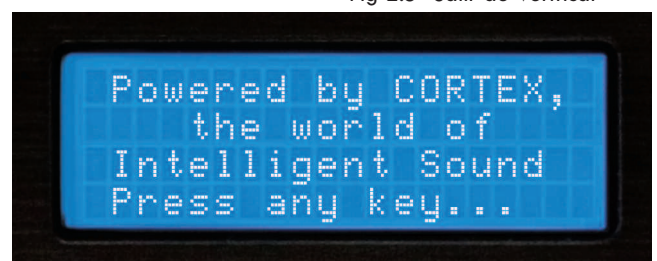 Powered by CORTEX,
the world of
Intelligent Sound
Press any key...